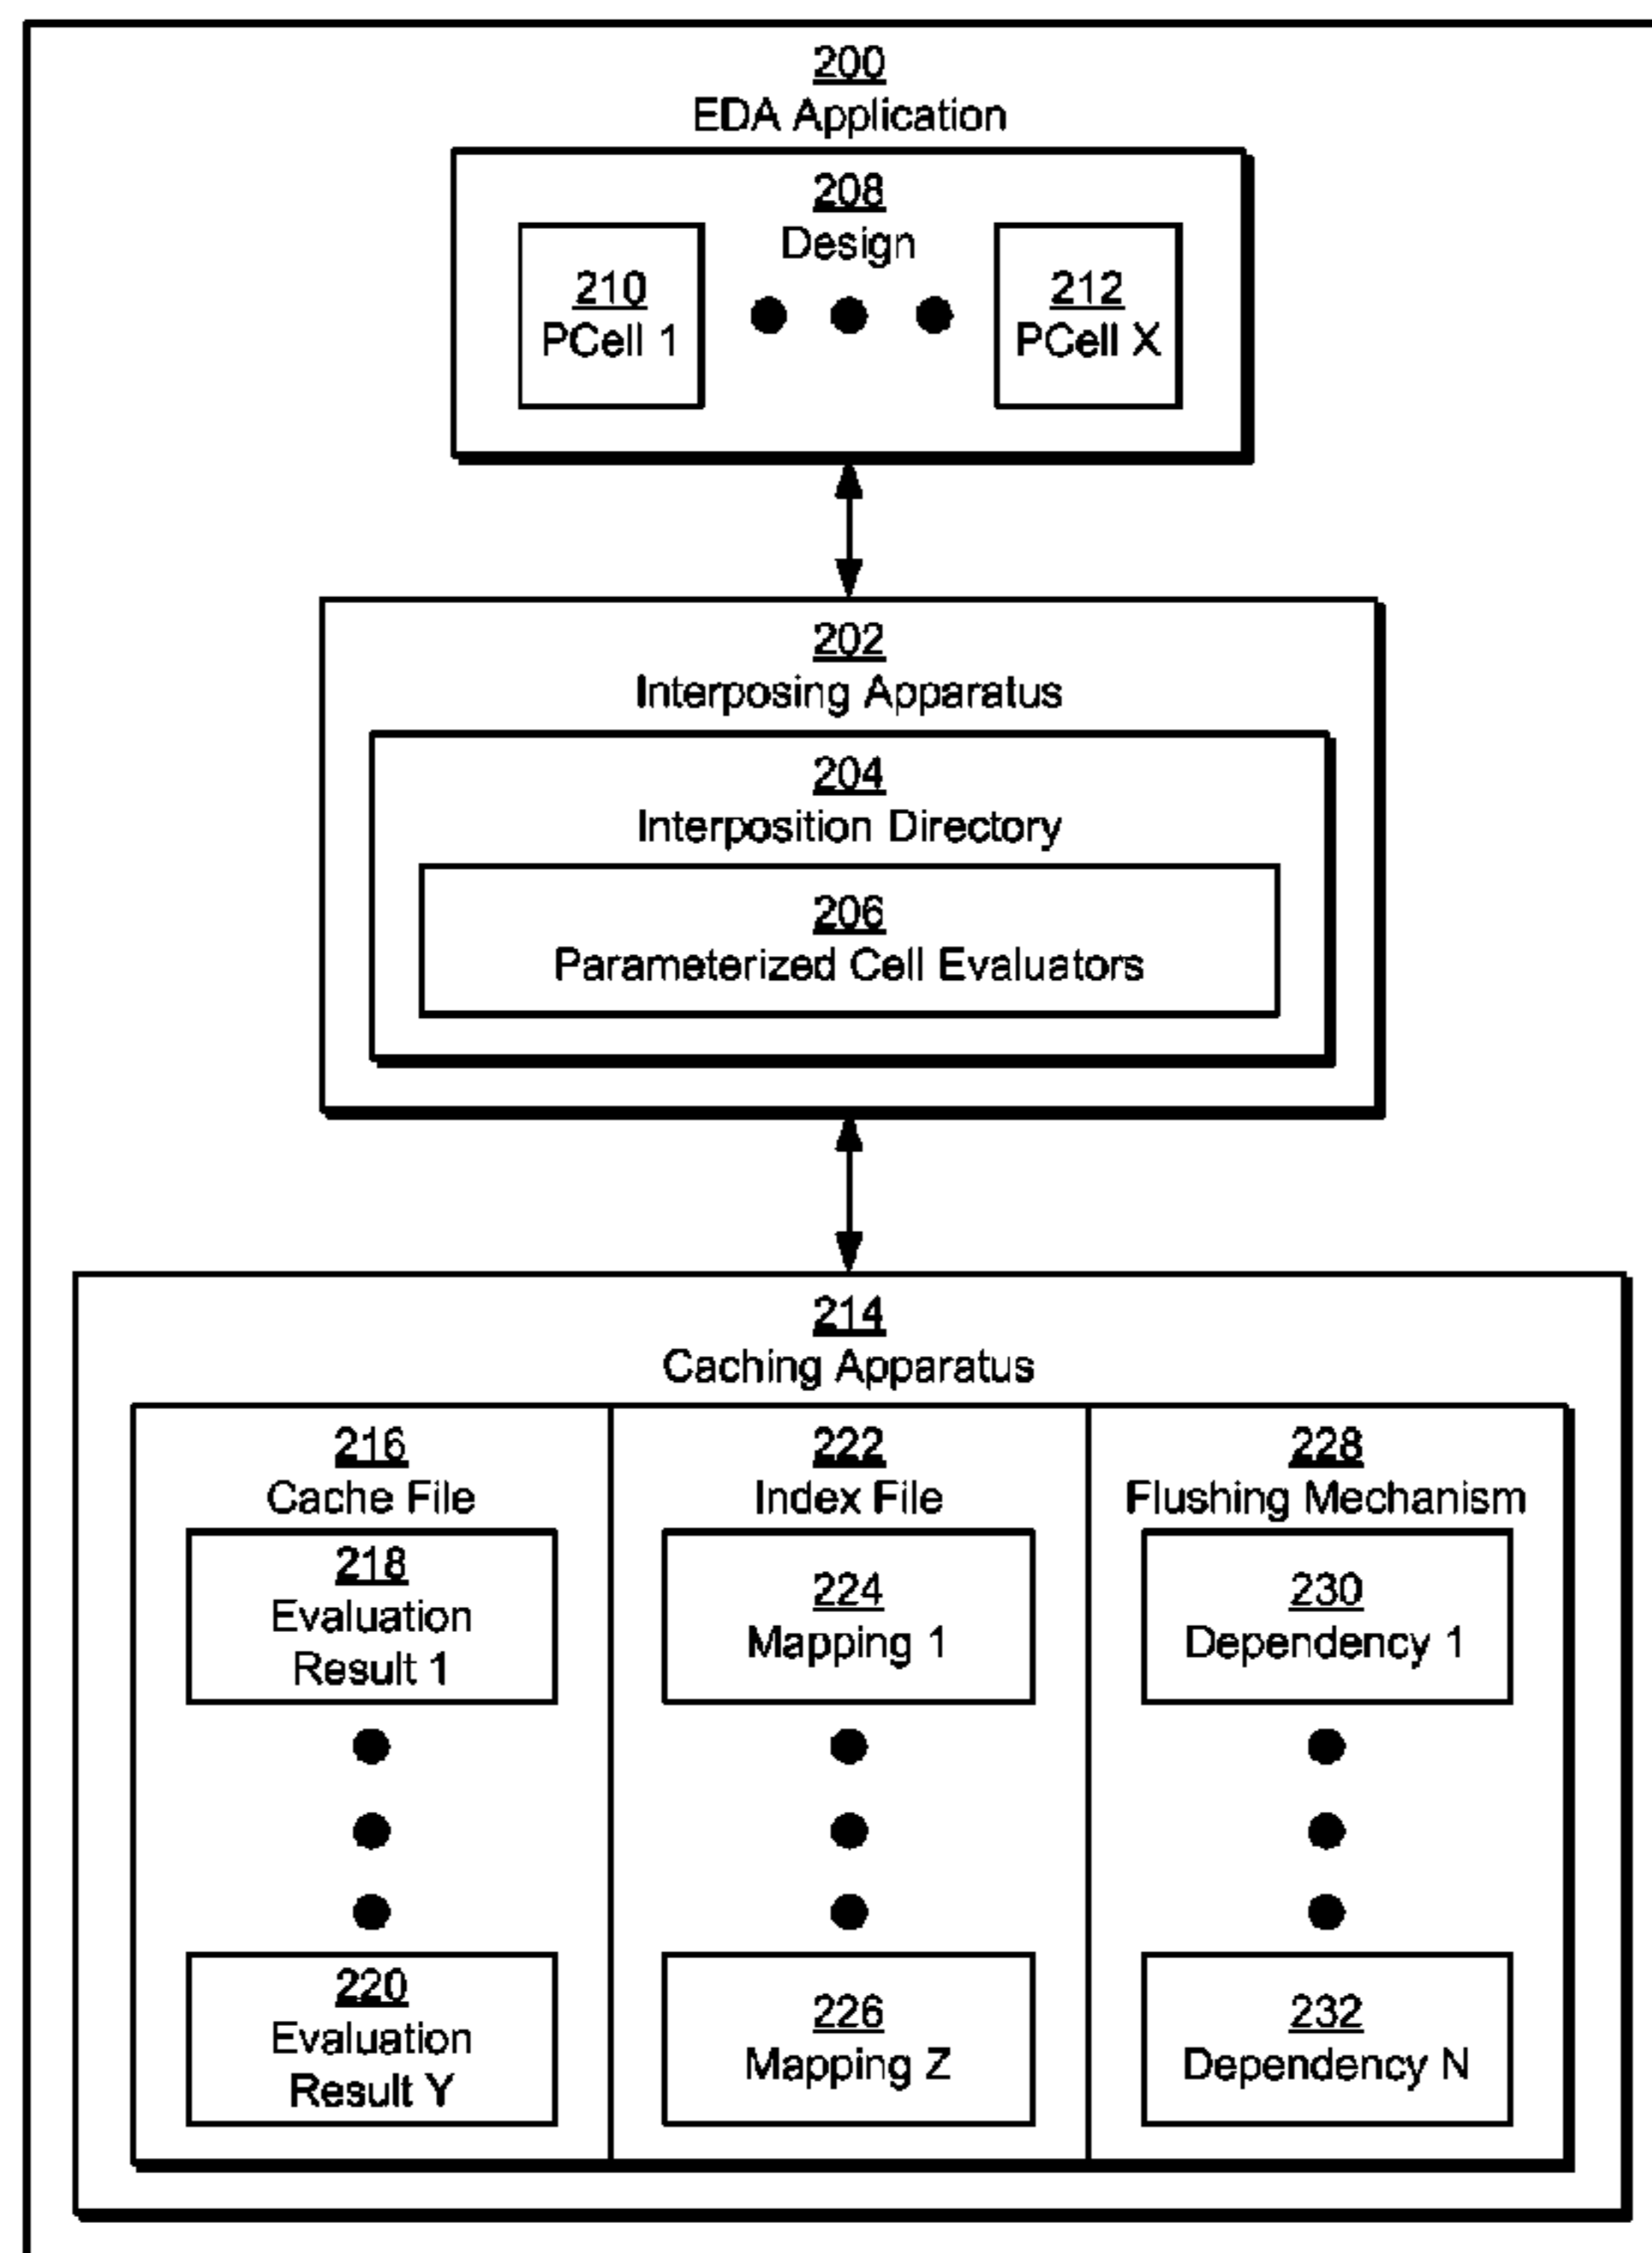 200
EDA Application
208
Design
210
PCell 1
212
PCell X
202
Interposing Apparatus
204
Interposition Directory
206
Parameterized Cell Evaluators
214
Caching Apparatus
216
Cache File
218
Evaluation
Result 1
220
Evaluation
Result Y
222
Index File
224
Mapping 1
226
Mapping Z
228
Flushing Mechanism
230
Dependency 1
232
Dependency N